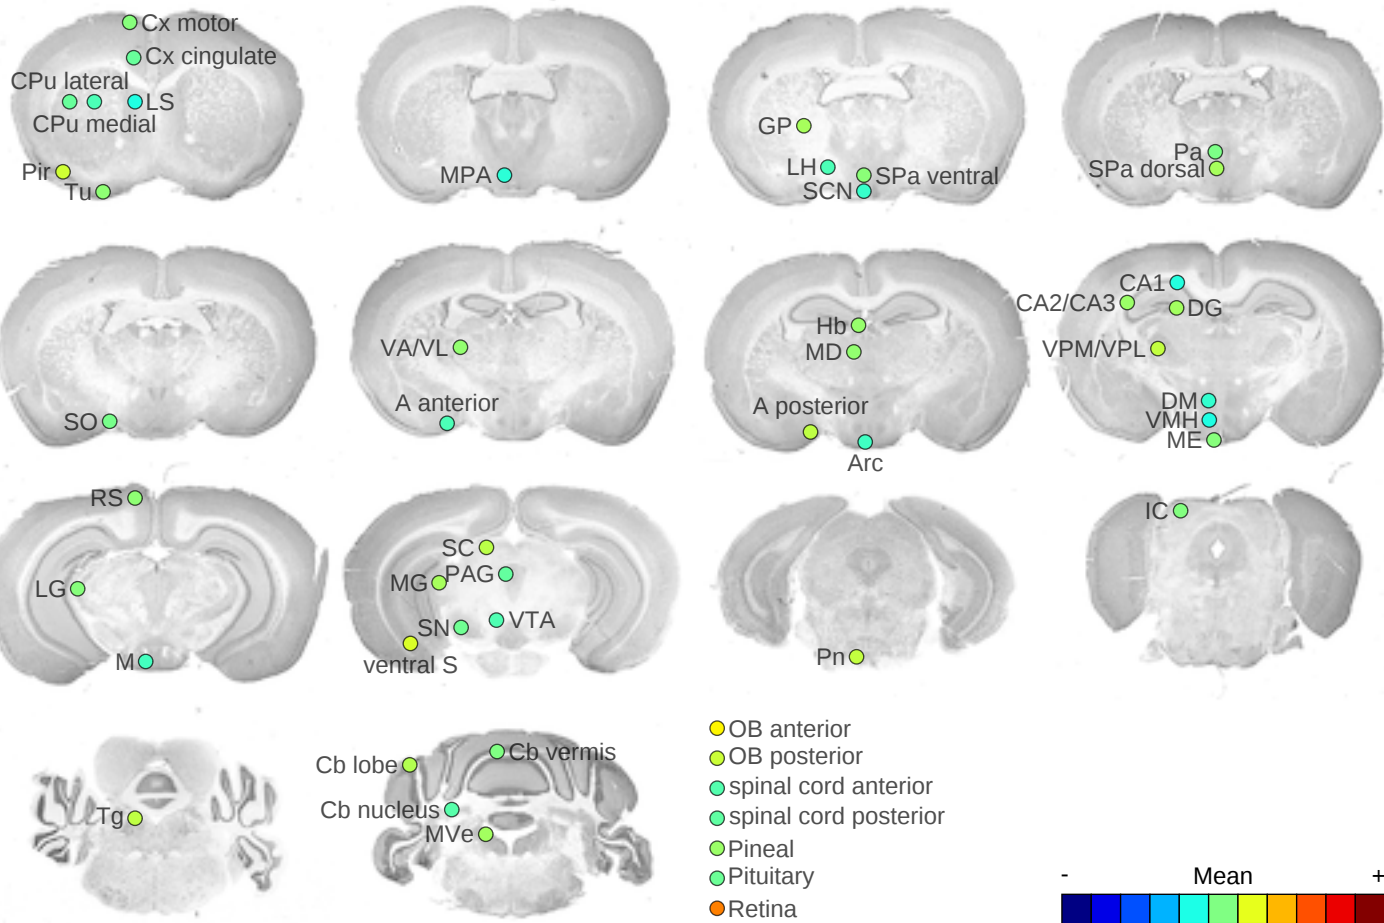 Cx motor
Cx cingulate
CPu lateral
LS
CPu medial
Pir
Tu
MPA
GP
LH
SPa ventral
SCN
Pa
SPa dorsal
SO
VA/VL
A anterior
Hb
MD
A posterior
Arc
CA1
CA2/CA3
DG
VPM/VPL
DM
VMH
ME
RS
LG
M
SC
MG
PAG
SN
VTA
ventral S
Pn
IC
Tg
Cb vermis
Cb lobe
Cb nucleus
MVe
OB anterior
OB posterior
spinal cord anterior
spinal cord posterior
Pineal
Pituitary
Retina
- Mean +